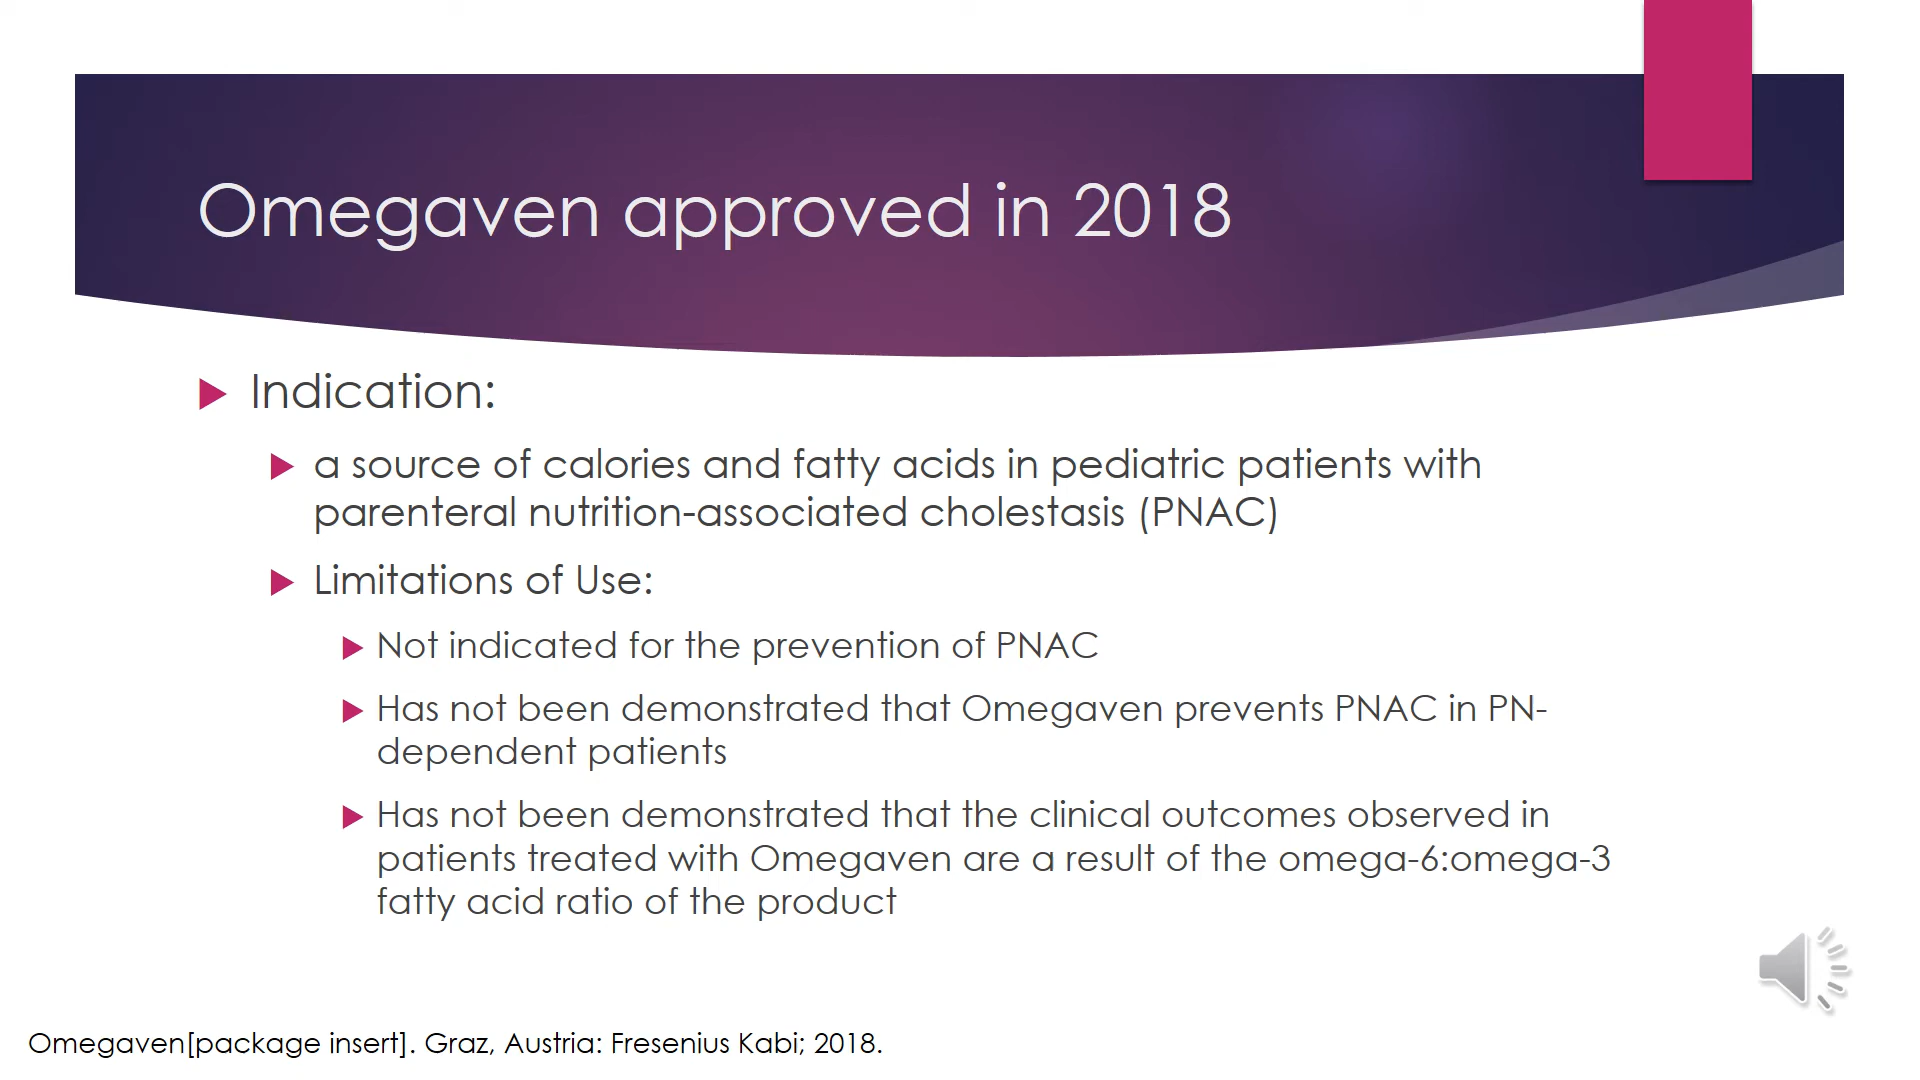 Omegaven approved in 2018
Indication:
a source of calories and fatty acids in pediatric patients with
parenteral nutrition-associated cholestasis (PNAC)
Limitations of Use:
Not indicated for the prevention of PNAC
Has not been demonstrated that Omegaven prevents PNAC in PN-
dependent patients
Has not been demonstrated that the clinical outcomes observed in
patients treated with Omegaven are a result of the omega-6:omega-3
fatty acid ratio of the product
Omegaven[package insert]. Graz, Austria: Fresenius Kabi; 2018.